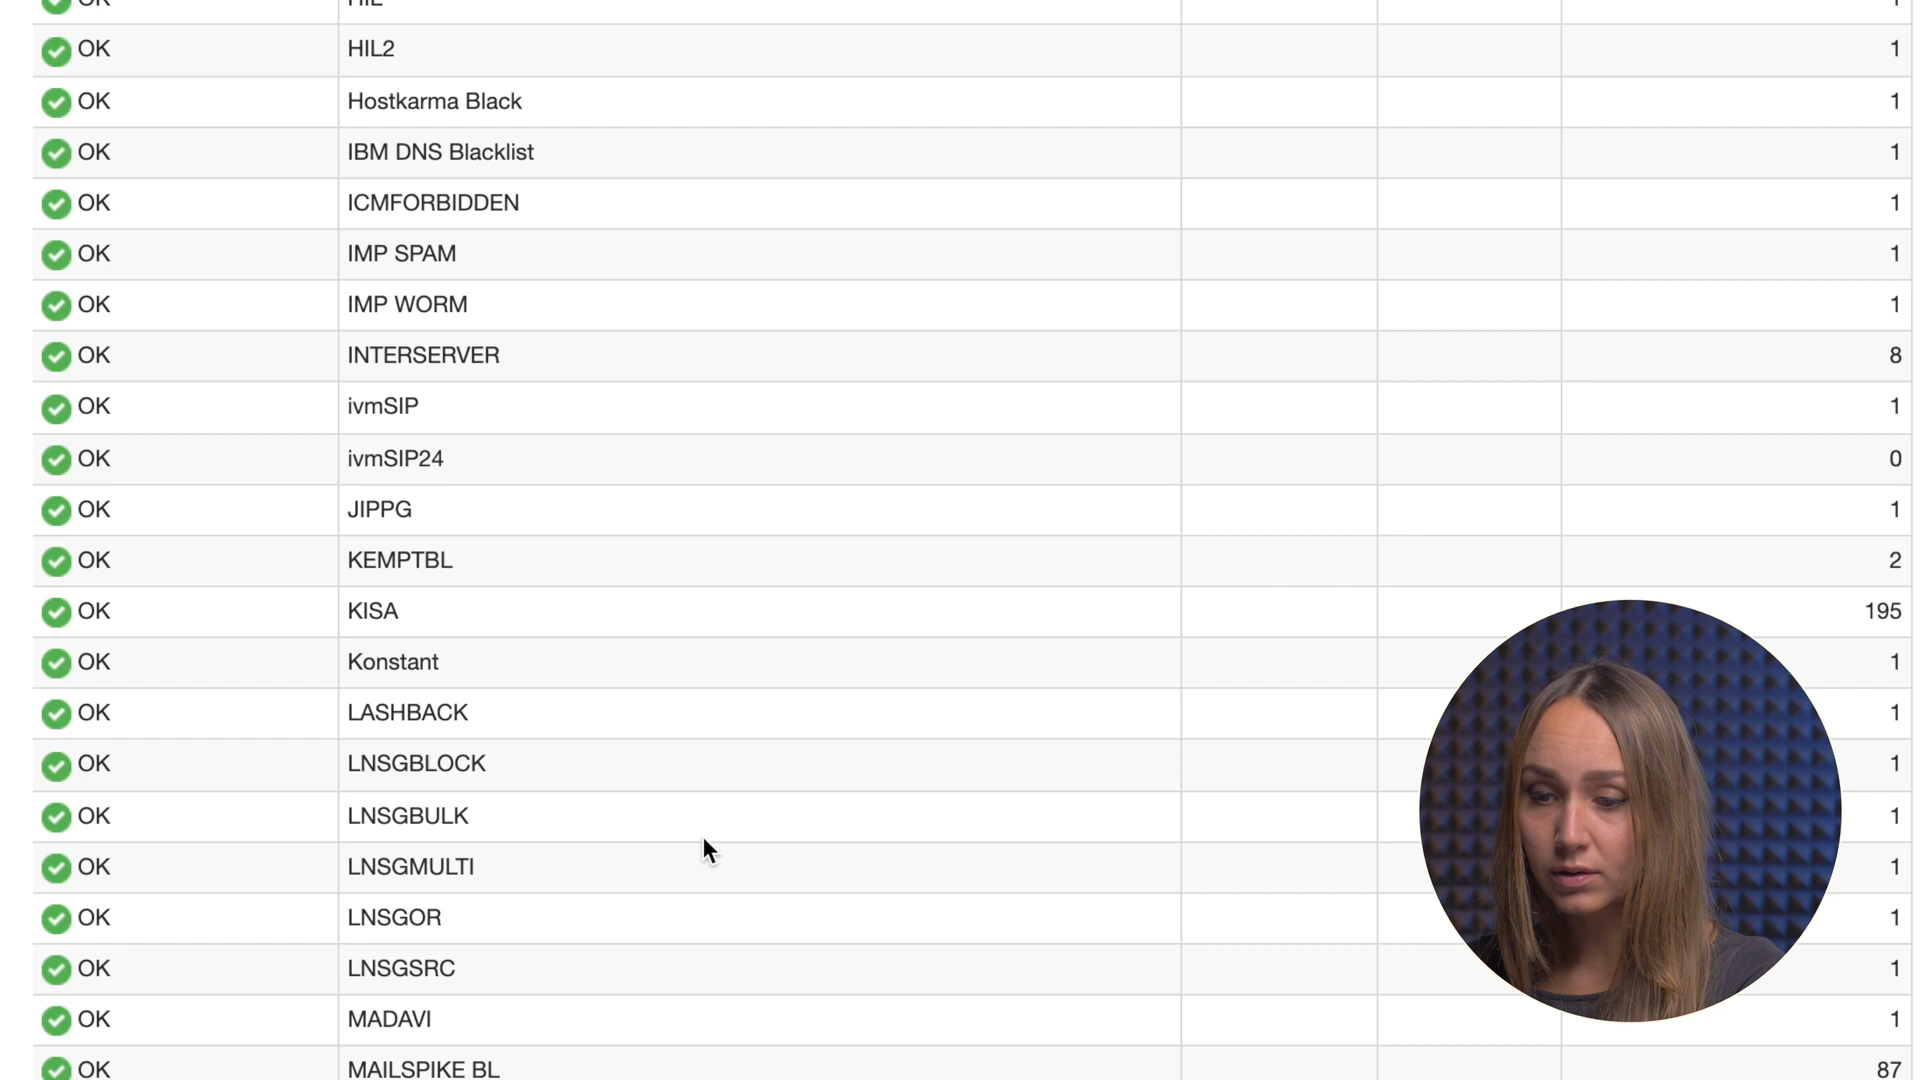 OK HIL 1
OK HIL2 1
OK Hostkarma Black 1
OK IBM DNS Blacklist 1
OK ICMFORBIDDEN 1
OK IMP SPAM 1
OK IMP WORM 1
OK INTERSERVER 8
OK ivmSIP 1
OK ivmSIP24 0
OK JIPPG 1
OK KEMPTBL 2
OK KISA 195
OK Konstant 1
OK LASHBACK 1
OK LNSGBLOCK 1
OK LNSGBULK 1
OK LNSGMULTI 1
OK LNSGOR 1
OK LNSGSRC 1
OK MADAVI 1
OK MAILSPIKE BL 87